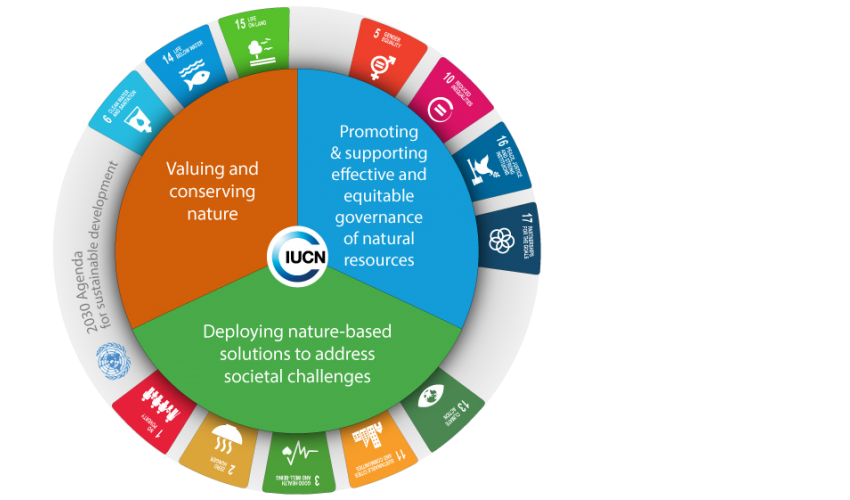 15 LIFE
ON LAND
14 LIFE
BELOW WATER
6 CLEAN WATER
AND SANITATION
5 GENDER
EQUALITY
10 REDUCED
INEQUALITIES
16 PEACE, JUSTICE
AND STRONG
INSTITUTIONS
17 PARTNERSHIPS
FOR THE GOALS
Valuing and
conserving
nature
Promoting
& supporting
effective and
equitable
governance
of natural
resources
IUCN
Deploying nature-based
solutions to address
societal challenges
2030 Agenda
for sustainable development
1 NO
POVERTY
2 ZERO
HUNGER
3 GOOD HEALTH
AND WELL-BEING
11 SUSTAINABLE CITIES
AND COMMUNITIES
13 CLIMATE
ACTION